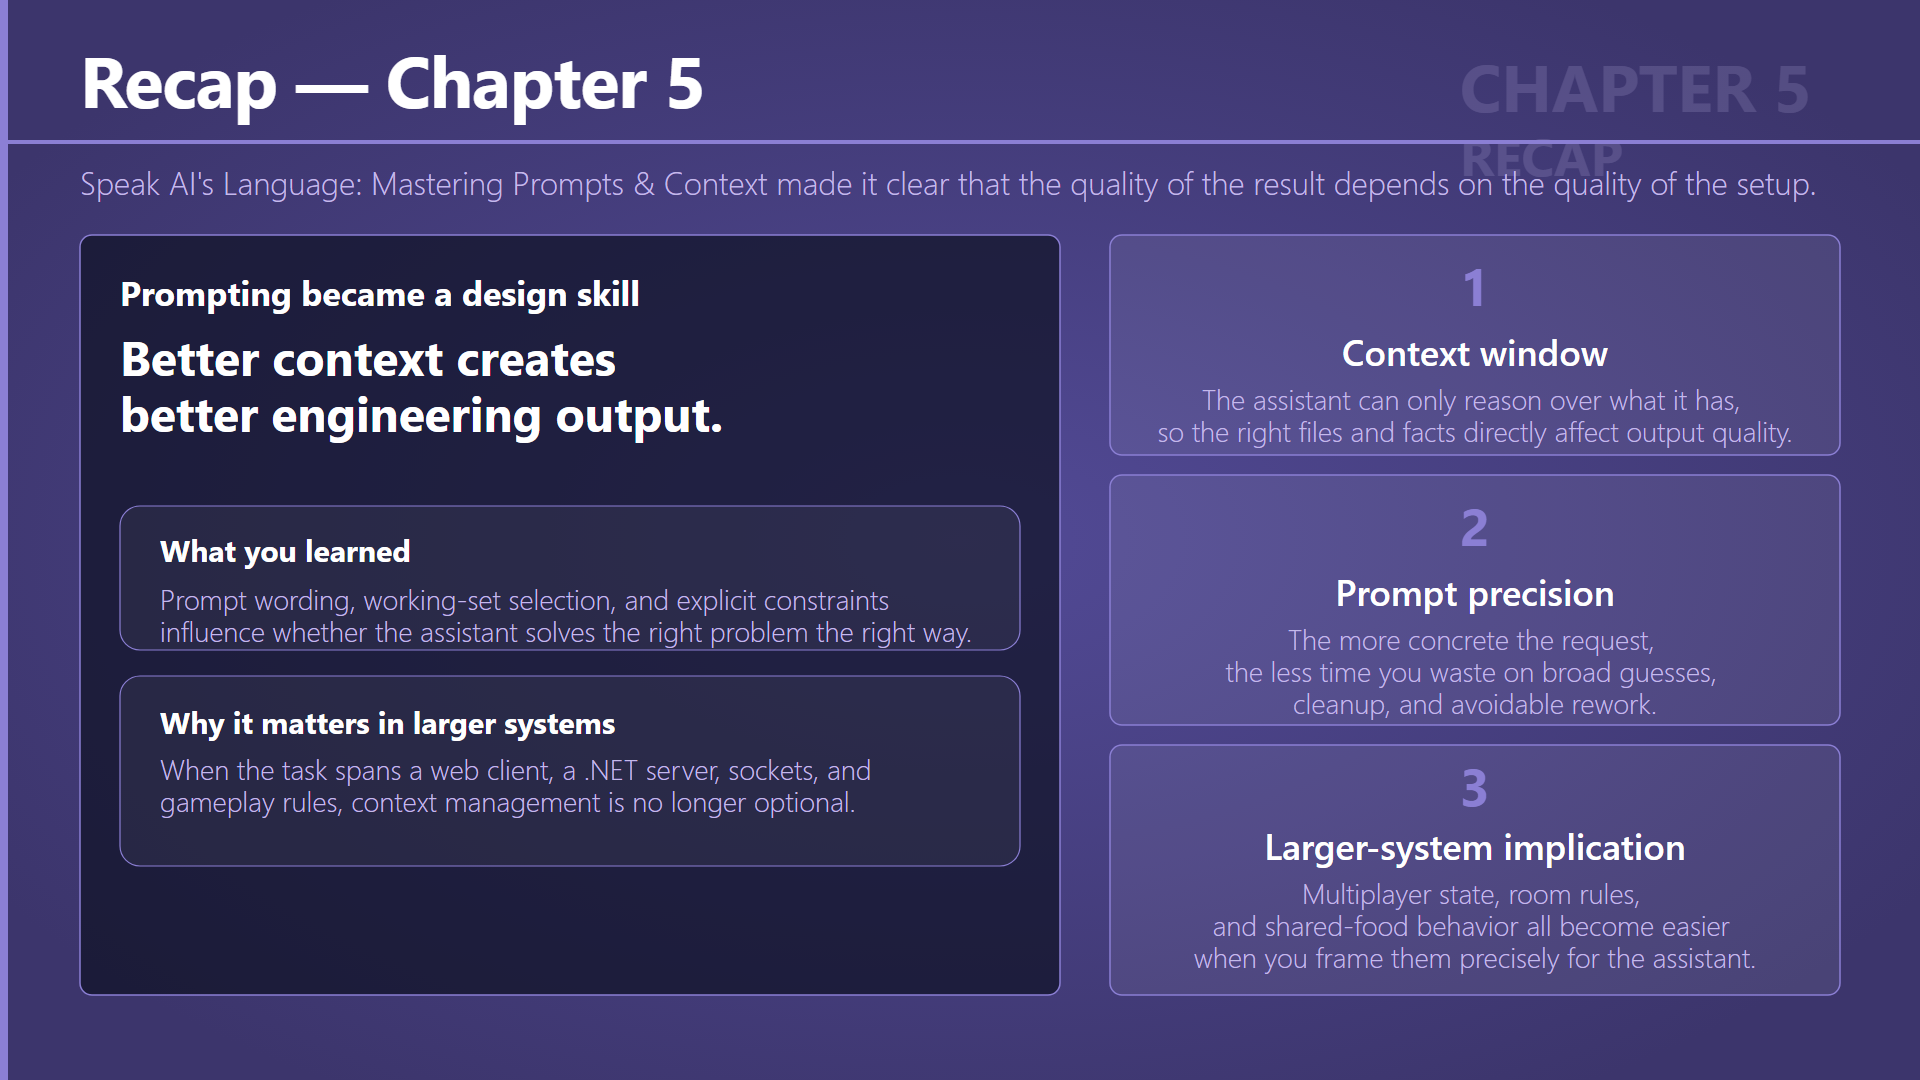 Recap — Chapter 5
CHAPTER 5
RECAP
Speak AI's Language: Mastering Prompts & Context made it clear that the quality of the result depends on the quality of the setup.
Prompting became a design skill
Better context creates
better engineering output.
What you learned
Prompt wording, working-set selection, and explicit constraints
influence whether the assistant solves the right problem the right way.
Why it matters in larger systems
When the task spans a web client, a .NET server, sockets, and
gameplay rules, context management is no longer optional.
1
Context window
The assistant can only reason over what it has,
so the right files and facts directly affect output quality.
2
Prompt precision
The more concrete the request,
the less time you waste on broad guesses,
cleanup, and avoidable rework.
3
Larger-system implication
Multiplayer state, room rules,
and shared-food behavior all become easier
when you frame them precisely for the assistant.